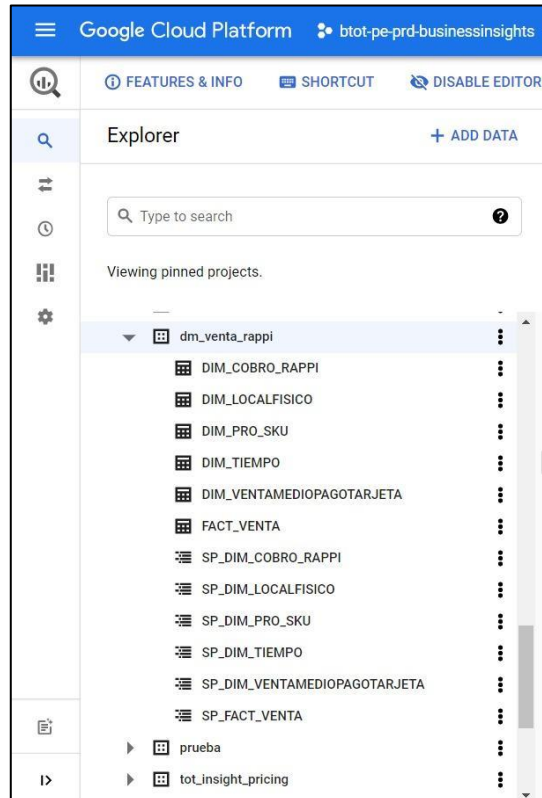 Google Cloud Platform btot-pe-prd-businessinsights
FEATURES & INFO SHORTCUT DISABLE EDITOR
Explorer + ADD DATA
Type to search
Viewing pinned projects.
dm_venta_rappi
DIM_COBRO_RAPPI
DIM_LOCALFISICO
DIM_PRO_SKU
DIM_TIEMPO
DIM_VENTAMEDIOPAGOTARJETA
FACT_VENTA
SP_DIM_COBRO_RAPPI
SP_DIM_LOCALFISICO
SP_DIM_PRO_SKU
SP_DIM_TIEMPO
SP_DIM_VENTAMEDIOPAGOTARJETA
SP_FACT_VENTA
prueba
tot_insight_pricing